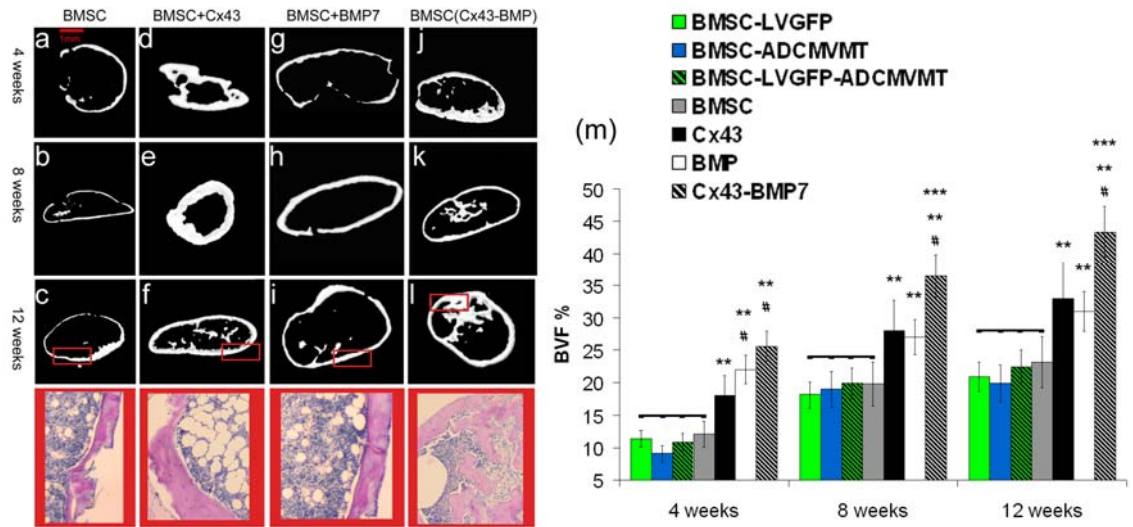 BMSC BMSC+Cx43 BMSC+BMP7 BMSC(Cx43-BMP)
4 weeks
a d g j
1mm
8 weeks
b e h k
12 weeks
c f i l
(m)
BMSC-LVGFP
BMSC-ADCMVMT
BMSC-LVGFP-ADCMVMT
BMSC
Cx43
BMP
Cx43-BMP7
BVF %
50
45
40
35
30
25
20
15
10
5
** ** # ** #
** ** *** ** #
** ** *** ** #
4 weeks 8 weeks 12 weeks